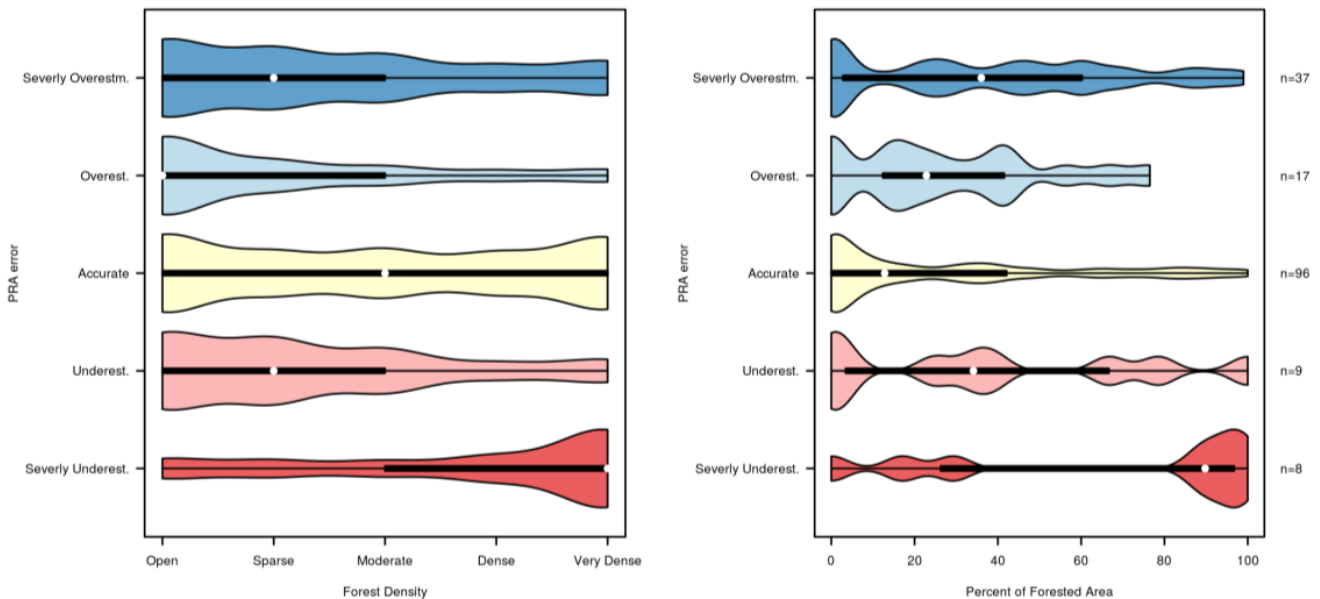 PRA error
Severly Overestm.
Overest.
Accurate
Underest.
Severly Underest.
Open Sparse Moderate Dense Very Dense
Forest Density
PRA error
Severly Overestm. n=37
Overest. n=17
Accurate n=96
Underest. n=9
Severly Underest. n=8
0 20 40 60 80 100
Percent of Forested Area